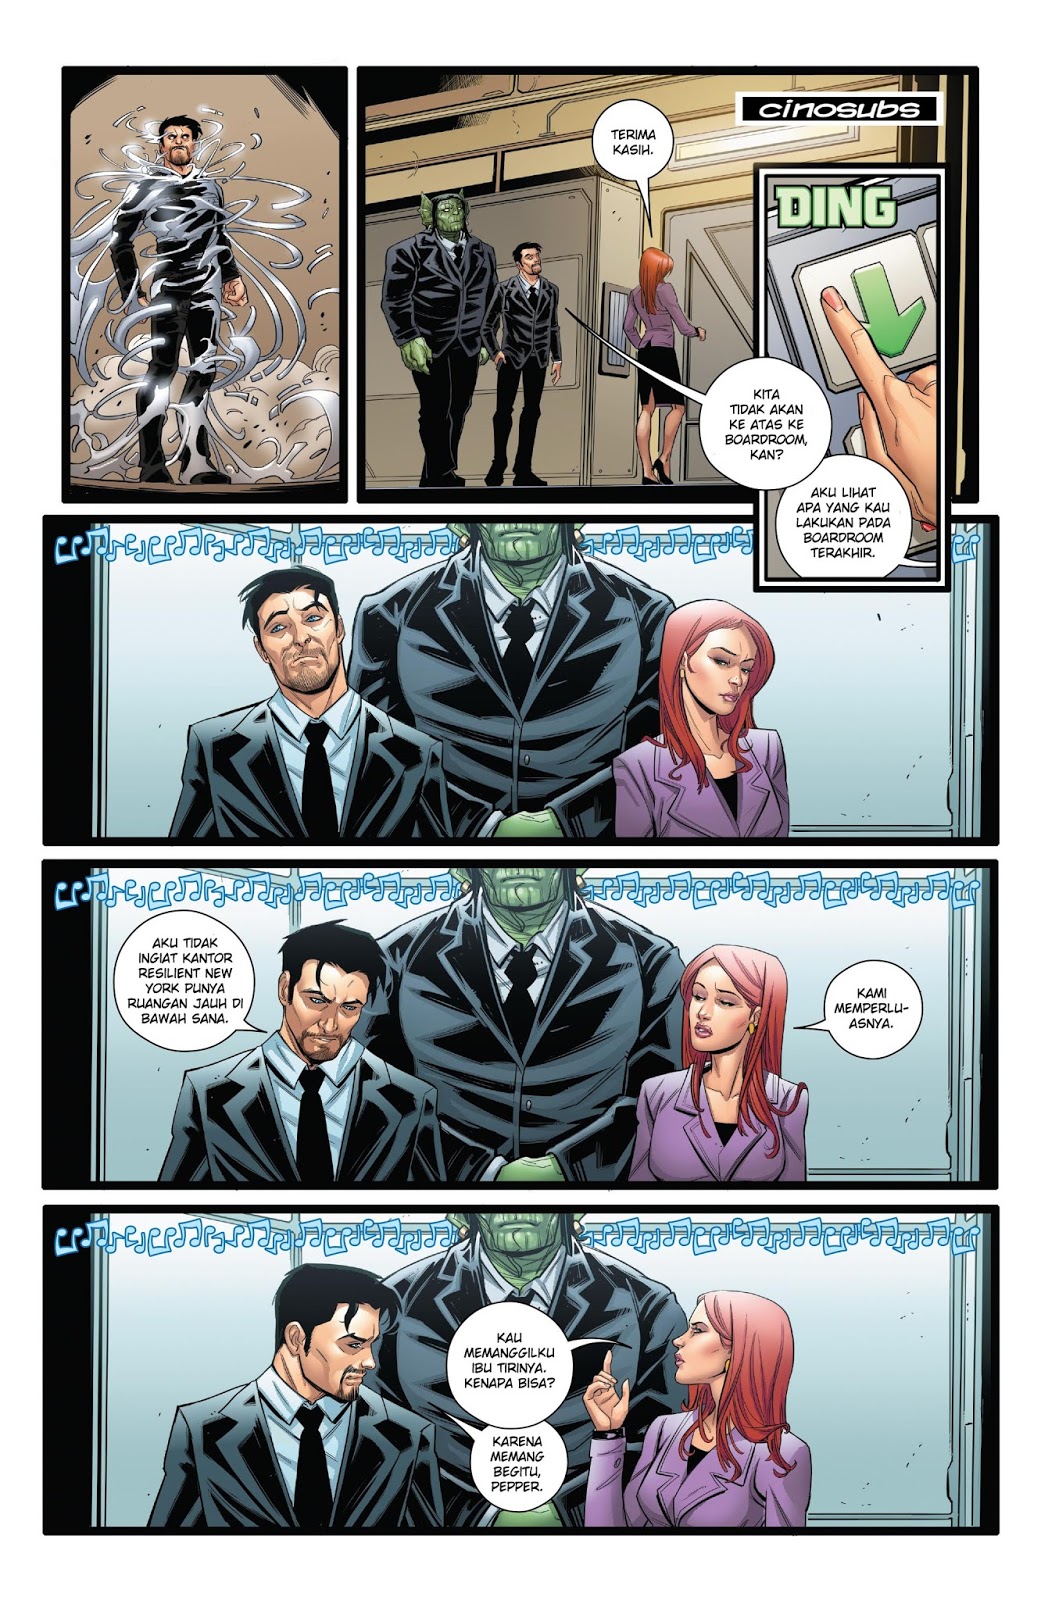 TERIMA
KASIH.
cinosubs
DING
KITA
TIDAK AKAN
KE ATAS KE
BOARDROOM,
KAN?
AKU LIHAT
APA YANG KAU
LAKUKAN PADA
BOARDROOM
TERAKHIR.
AKU TIDAK
INGIAT KANTOR
RESILIENT NEW
YORK PUNYA
RUANGAN JAUH DI
BAWAH SANA.
KAMI
MEMPERLU-
ASNYA.
KAU
MEMANGGILKU
IBU TIRINYA.
KENAPA BISA?
KARENA
MEMANG
BEGITU,
PEPPER.